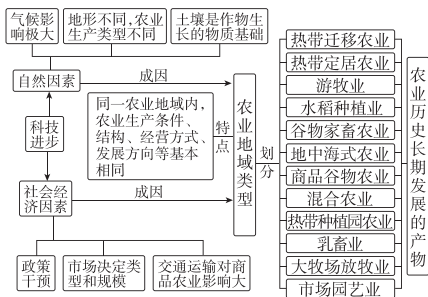 气候影
响极大
地形不同,农业
生产类型不同
土壤是作物生
长的物质基础
自然因素
成因
科技
进步
同一农业地域内,
农业生产条件、
结构、经营方式、
发展方向等基本
相同
特点
农业地域类型
划分
社会经
济因素
成因
政策
干预
市场决定类
型和规模
交通运输对商
品农业影响大
热带迁移农业
热带定居农业
游牧业
水稻种植业
谷物家畜农业
地中海式农业
商品谷物农业
混合农业
热带种植园农业
乳畜业
大牧场放牧业
市场园艺业
农业历史长期发展的产物